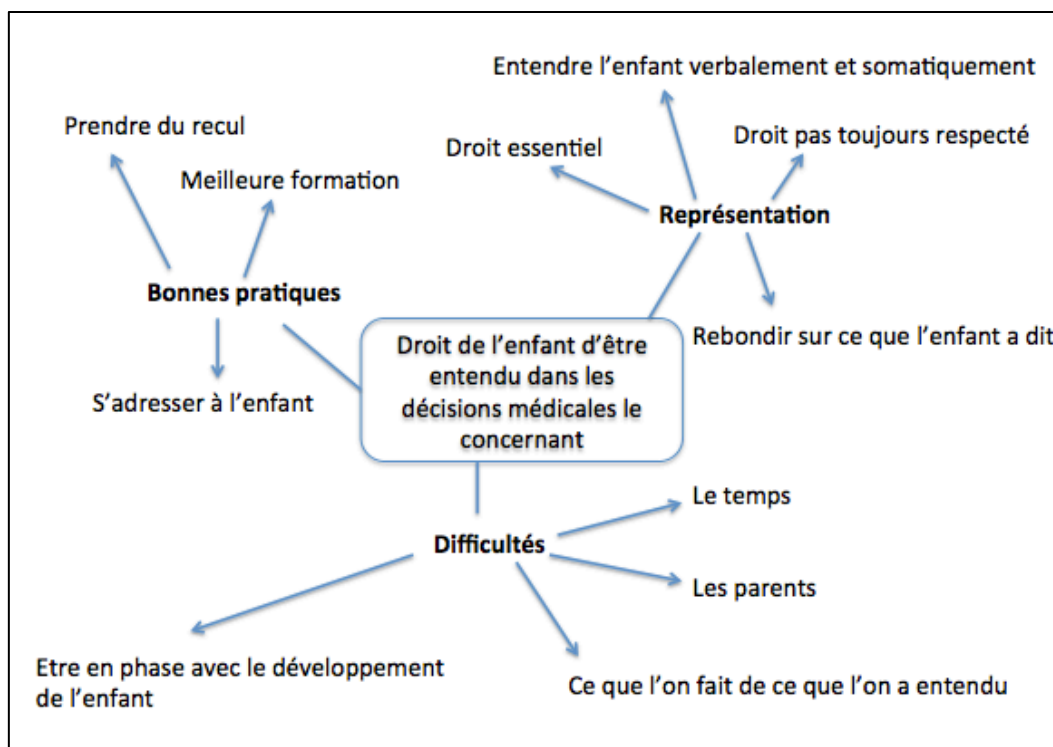 Entendre l’enfant verbalement et somatiquement
Prendre du recul
Droit pas toujours respecté
Droit essentiel
Meilleure formation
Représentation
Bonnes pratiques
Rebondir sur ce que l’enfant a dit
Droit de l’enfant d’être
entendu dans les
décisions médicales le
concernant
S’adresser à l’enfant
Le temps
Difficultés
Les parents
Etre en phase avec le développement
de l’enfant
Ce que l’on fait de ce que l’on a entendu